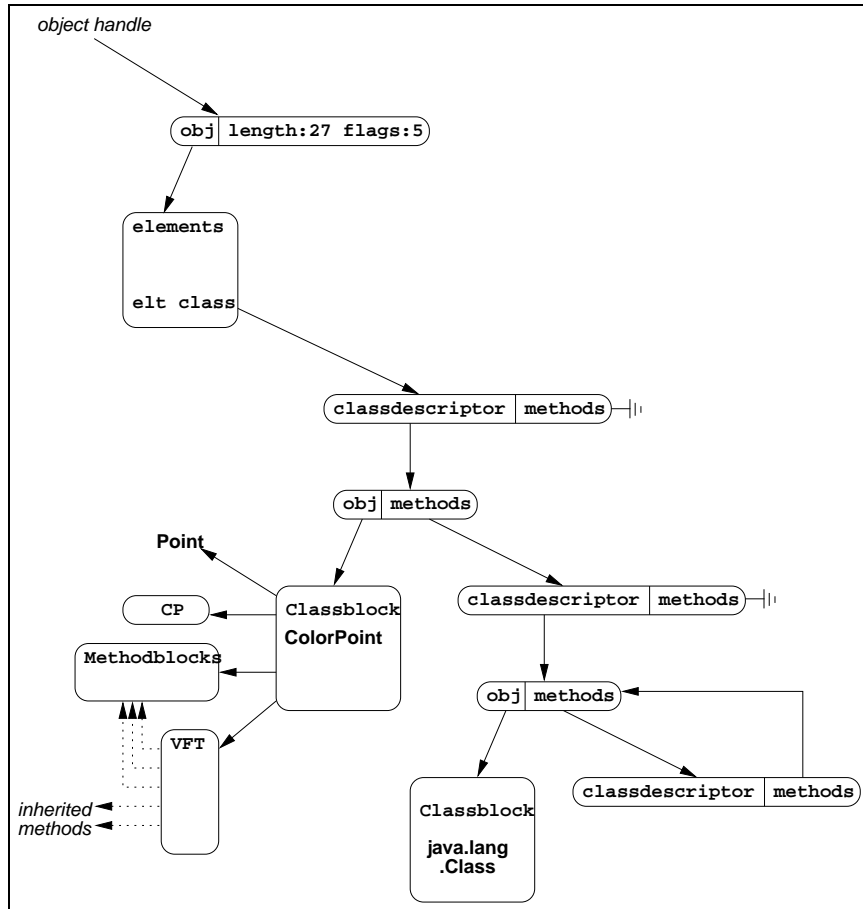 object handle
obj length:27 flags:5
elements
elt class
classdescriptor methods
obj methods
Point
CP
Classblock
ColorPoint
classdescriptor methods
Methodblocks
obj methods
VFT
classdescriptor methods
inherited
methods
Classblock
java.lang
.Class